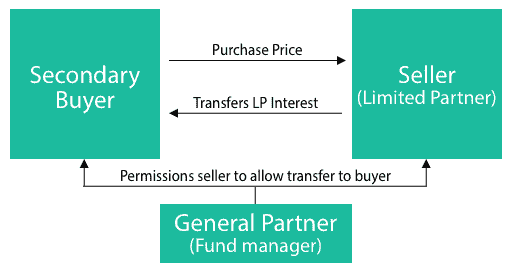 Secondary
Buyer
Purchase Price
Transfers LP Interest
Seller
(Limited Partner)
Permissions seller to allow transfer to buyer
General Partner
(Fund manager)